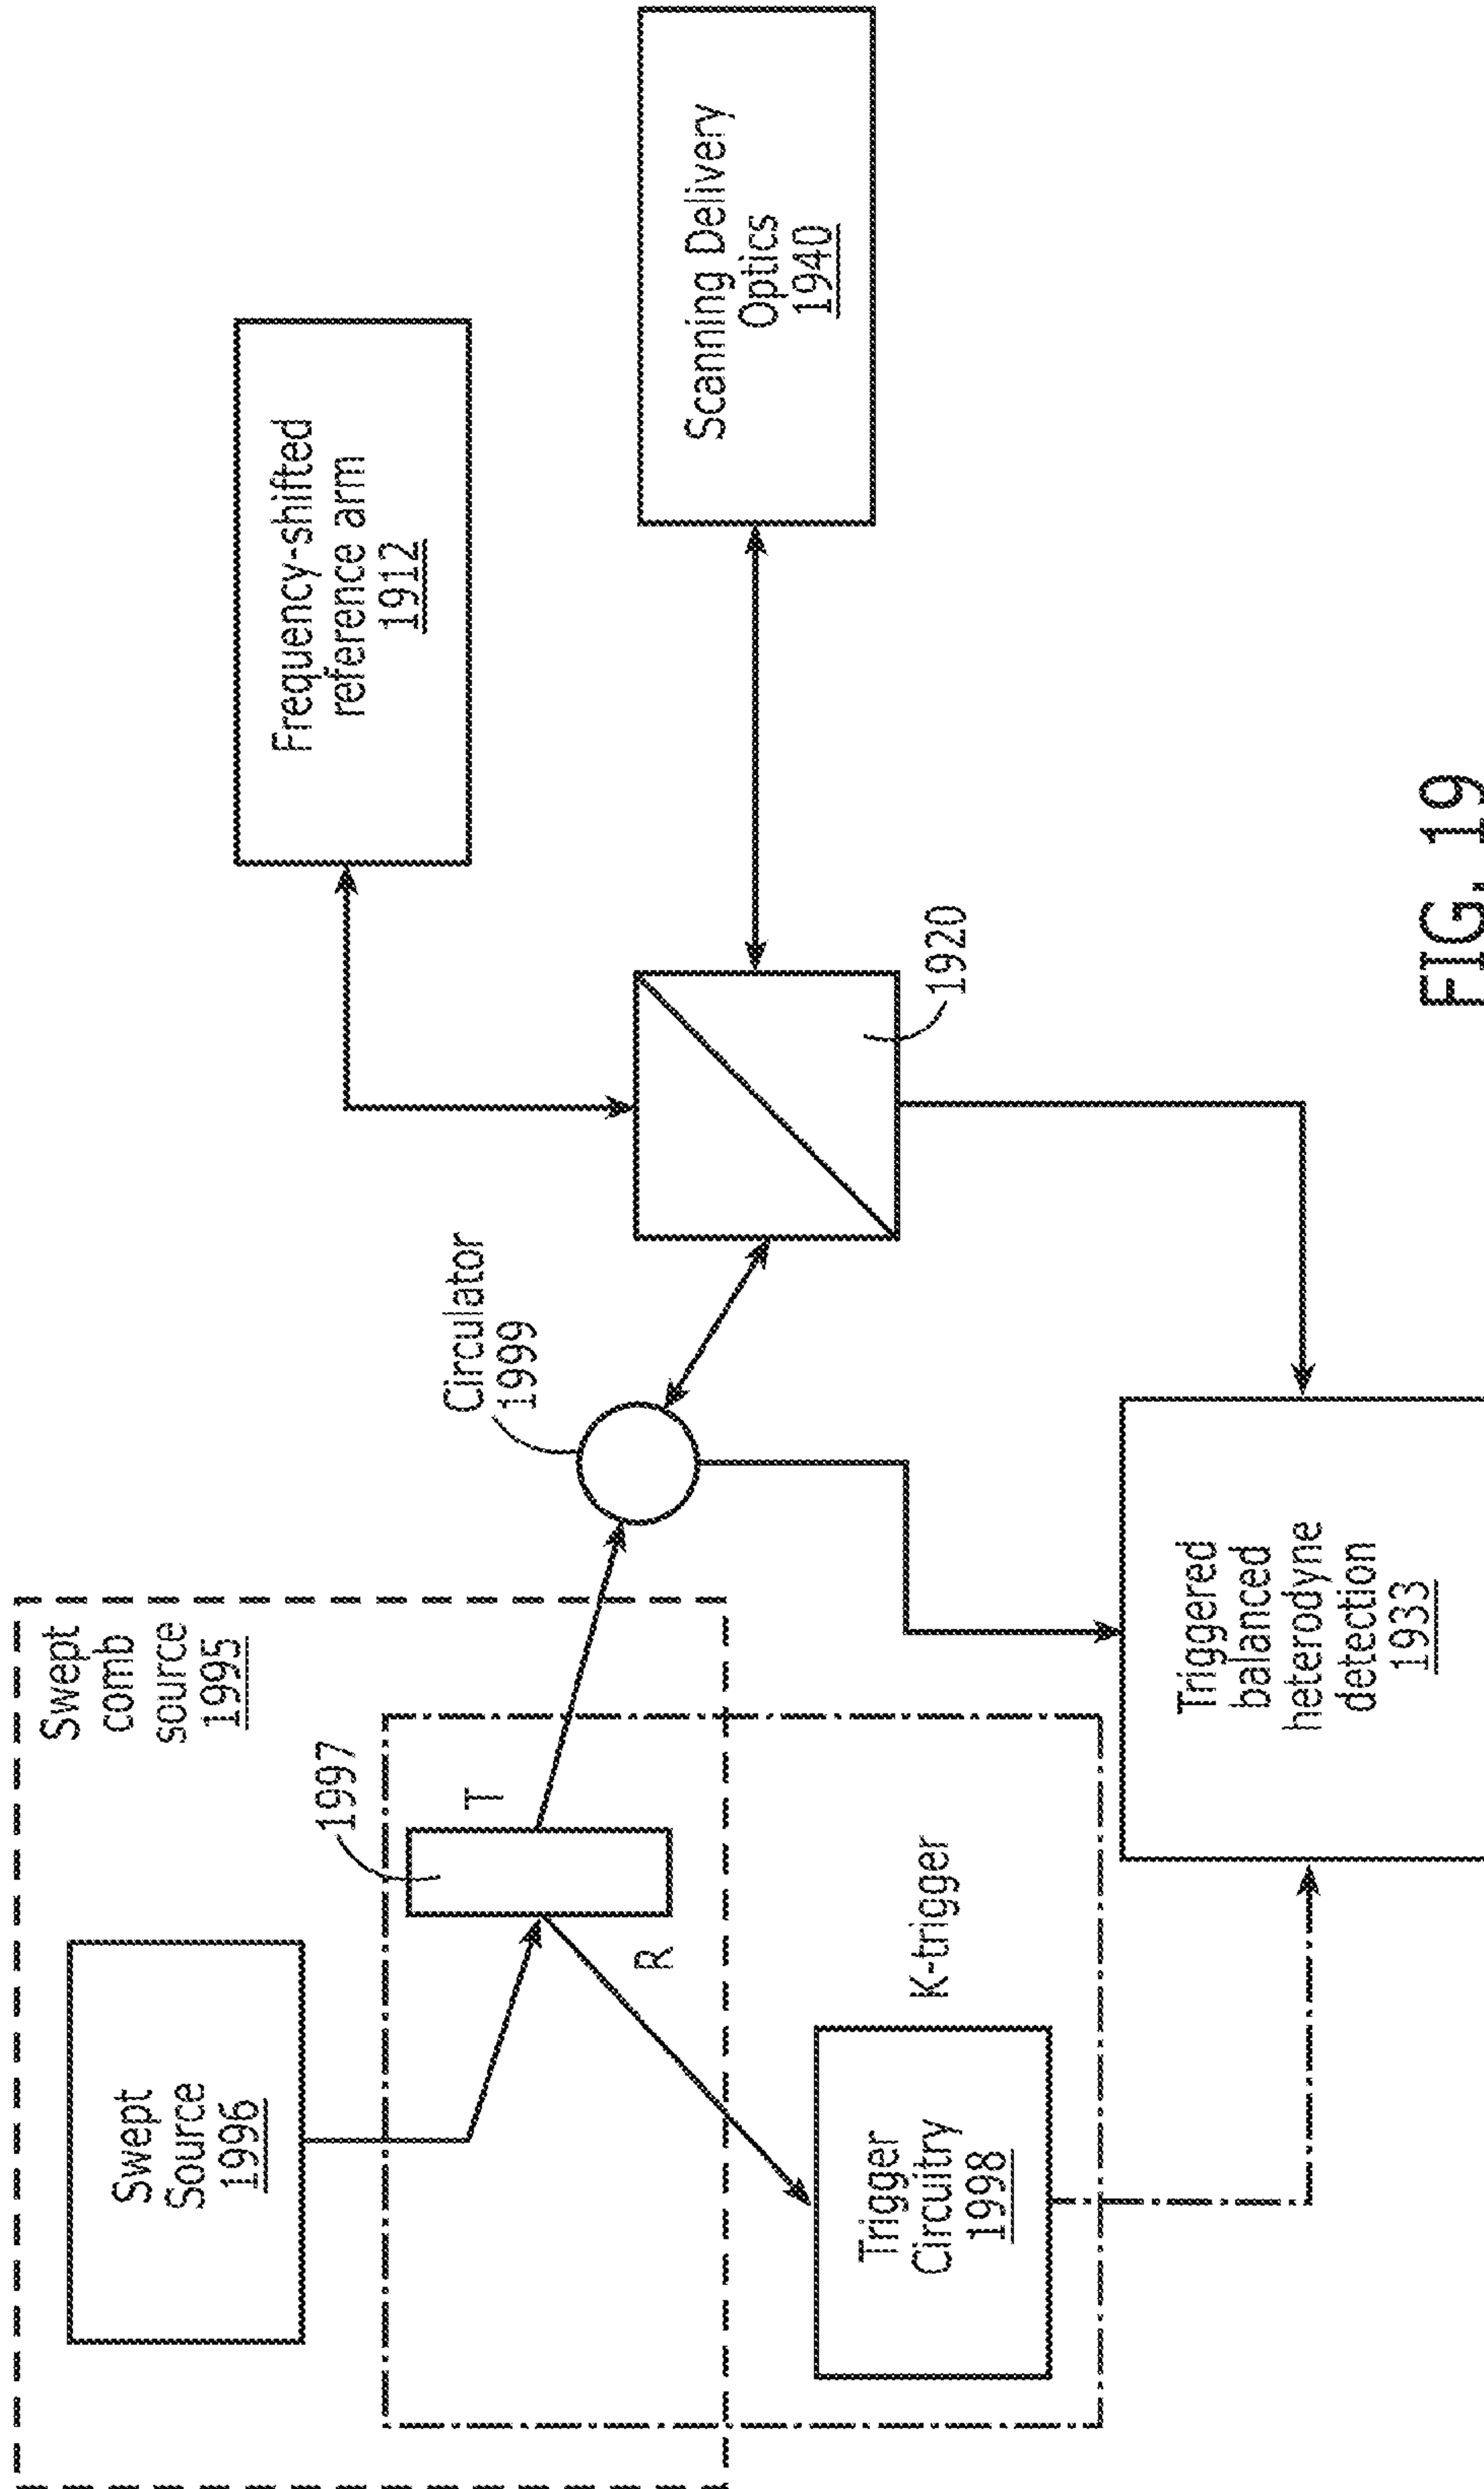 Swept
comb
source
1995
Swept
Source
1996
1997
T
R
Trigger
Circuitry
1998
K-trigger
Circulator
1999
Frequency-shifted
reference arm
1912
Scanning Delivery
Optics
1940
1920
Triggered
balanced
heterodyne
detection
1933
FIG. 19